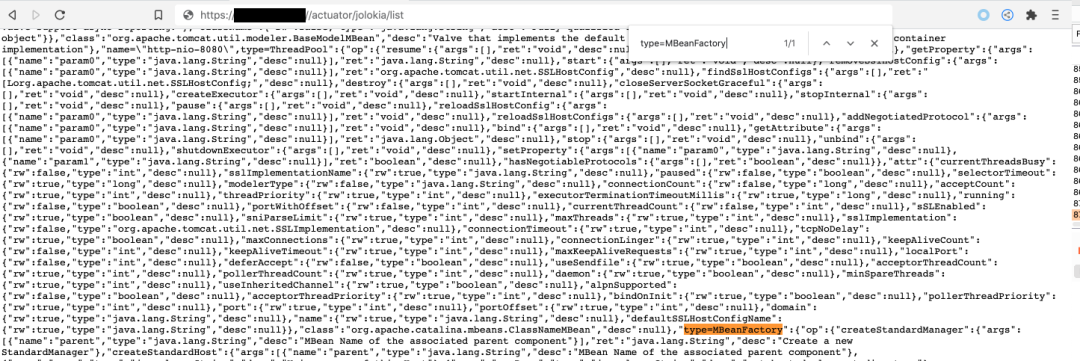 https:// //actuator/jolokia/list
type=MBeanFactory 1/1
object"}},"class":"org.apache.tomcat.util.modeler.BaseModelMBean","desc":"Valve that implements the default container
implementation"},"name=\"http-nio-8080\",type=ThreadPool":{"op":{"resume":{"args":[],"ret":"void","desc":null "getProperty":{"args":
[{"name":"param0","type":"java.lang.String","desc":null}],"ret":"java.lang.String","desc":null},"start":{"args"
[],"ret":"org.apache.tomcat.util.net.SSLHostConfig","desc":null},"findSslHostConfigs":{"args":[],"ret":"
[Lorg.apache.tomcat.util.net.SSLHostConfig;","desc":null},"destroy":{"args":[],"ret":"void","desc":null},"closeServerSocketGraceful":{"args":
[],"ret":"void","desc":null},"createExecutor":{"args":[],"ret":"void","desc":null},"startInternal":{"args":[],"ret":"void","desc":null},"stopInternal":{"args":
[],"ret":"void","desc":null},"pause":{"args":[],"ret":"void","desc":null},"reloadSslHostConfig":{"args":
[{"name":"param0","type":"java.lang.String","desc":null}],"ret":"void","desc":null},"reloadSslHostConfigs":{"args":[],"ret":"void","desc":null},"addNegotiatedProtocol":{"args":
[{"name":"param0","type":"java.lang.String","desc":null}],"ret":"void","desc":null},"bind":{"args":[],"ret":"void","desc":null},"getAttribute":{"args":
[{"name":"param0","type":"java.lang.String","desc":null}],"ret":"java.lang.Object","desc":null},"stop":{"args":[],"ret":"void","desc":null},"unbind":{"args":
[],"ret":"void","desc":null},"shutdownExecutor":{"args":[],"ret":"void","desc":null},"setProperty":{"args":[{"name":"param0","type":"java.lang.String","desc":null},
{"name":"param1","type":"java.lang.String","desc":null}],"ret":"boolean","desc":null},"hasNegotiableProtocols":{"args":[],"ret":"boolean","desc":null}},"attr":{"currentThreadsBusy":
{"rw":false,"type":"int","desc":null},"sslImplementationName":{"rw":true,"type":"java.lang.String","desc":null},"paused":{"rw":false,"type":"boolean","desc":null},"selectorTimeout":
{"rw":true,"type":"long","desc":null},"modelerType":{"rw":false,"type":"java.lang.String","desc":null},"connectionCount":{"rw":false,"type":"long","desc":null},"acceptCount":
{"rw":true,"type":"int","desc":null},"threadPriority":{"rw":true,"type":"int","desc":null},"executorTerminationTimeoutMillis":{"rw":true,"type":"long","desc":null},"running":
{"rw":false,"type":"boolean","desc":null},"portWithOffset":{"rw":false,"type":"int","desc":null},"currentThreadCount":{"rw":false,"type":"int","desc":null},"sSLEnabled":
{"rw":true,"type":"boolean","desc":null},"sniParseLimit":{"rw":true,"type":"int","desc":null},"maxThreads":{"rw":true,"type":"int","desc":null},"sslImplementation":
{"rw":false,"type":"org.apache.tomcat.util.net.SSLImplementation","desc":null},"connectionTimeout":{"rw":true,"type":"int","desc":null},"tcpNoDelay":
{"rw":true,"type":"boolean","desc":null},"maxConnections":{"rw":true,"type":"int","desc":null},"connectionLinger":{"rw":true,"type":"int","desc":null},"keepAliveCount":
{"rw":false,"type":"int","desc":null},"keepAliveTimeout":{"rw":true,"type":"int","desc":null},"maxKeepAliveRequests":{"rw":true,"type":"int","desc":null},"localPort":
{"rw":false,"type":"int","desc":null},"deferAccept":{"rw":false,"type":"boolean","desc":null},"useSendfile":{"rw":true,"type":"boolean","desc":null},"acceptorThreadCount":
{"rw":true,"type":"int","desc":null},"pollerThreadCount":{"rw":true,"type":"int","desc":null},"daemon":{"rw":true,"type":"boolean","desc":null},"minSpareThreads":
{"rw":true,"type":"int","desc":null},"useInheritedChannel":{"rw":true,"type":"boolean","desc":null},"alpnSupported":
{"rw":false,"type":"boolean","desc":null},"acceptorThreadPriority":{"rw":true,"type":"int","desc":null},"bindOnInit":{"rw":true,"type":"boolean","desc":null},"pollerThreadPriority":
{"rw":true,"type":"int","desc":null},"port":{"rw":true,"type":"int","desc":null},"portOffset":{"rw":true,"type":"int","desc":null},"domain":
{"rw":true,"type":"java.lang.String","desc":null},"name":{"rw":true,"type":"java.lang.String","desc":null},"defaultSSLHostConfigName":
{"rw":true,"type":"java.lang.String","desc":null}},"class":"org.apache.catalina.mbeans.ClassNameMBean","desc":null},"type=MBeanFactory":{"op":{"createStandardManager":{"args":
[{"name":"parent","type":"java.lang.String","desc":"MBean Name of the associated parent component"}],"ret":"java.lang.String","desc":"Create a new
StandardManager"},"createStandardHost":{"args":[{"name":"parent","type":"java.lang.String","desc":"MBean Name of the associated parent component"},